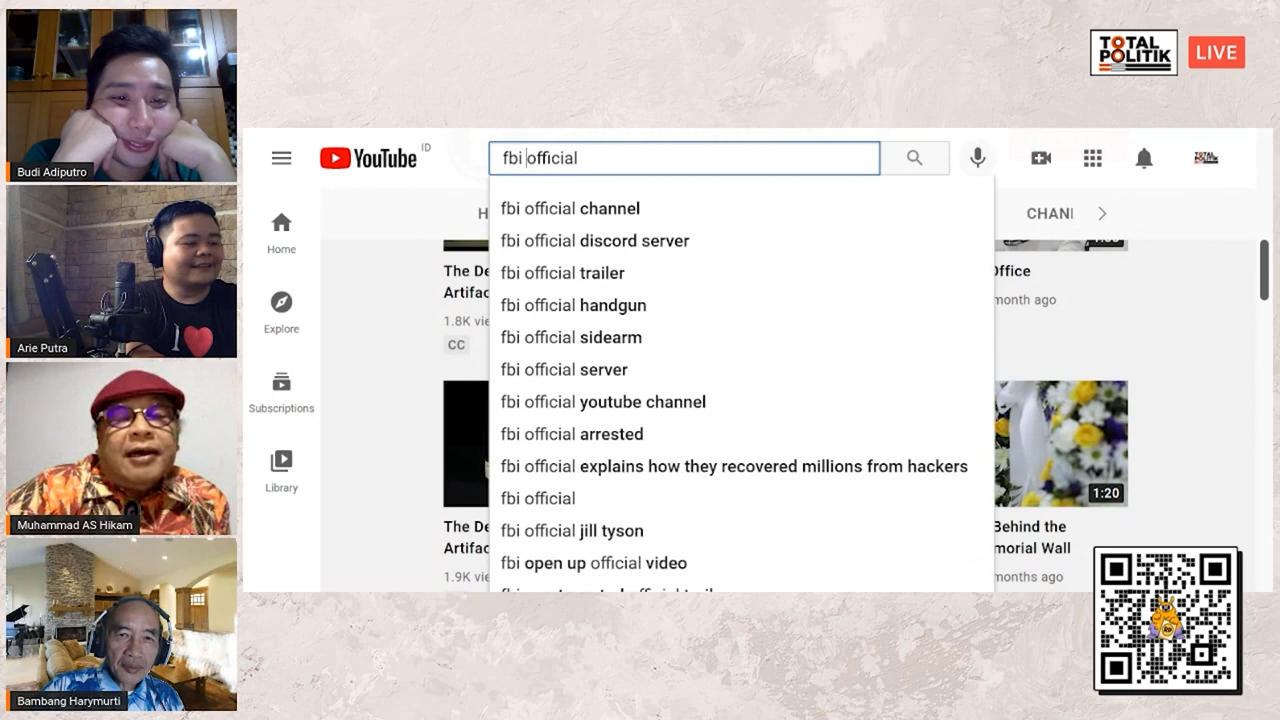 Budi Adiputro
Arie Putra
I
Muhammad AS Hikam
Bambang Harymurti
TOTAL
POLITIK
LIVE
YouTube ID
fbi official
TOTAL
POLITIK
Home
Explore
Subscriptions
Library
H
CHAN
fbi official channel
fbi official discord server
fbi official trailer
fbi official handgun
fbi official sidearm
fbi official server
fbi official youtube channel
fbi official arrested
fbi official explains how they recovered millions from hackers
fbi official
fbi official jill tyson
fbi open up official video
The De
Artifac
1.8K vie
CC
Office
month ago
1:20
The De
Artifac
1.9K vie
Behind the
morial Wall
months ago